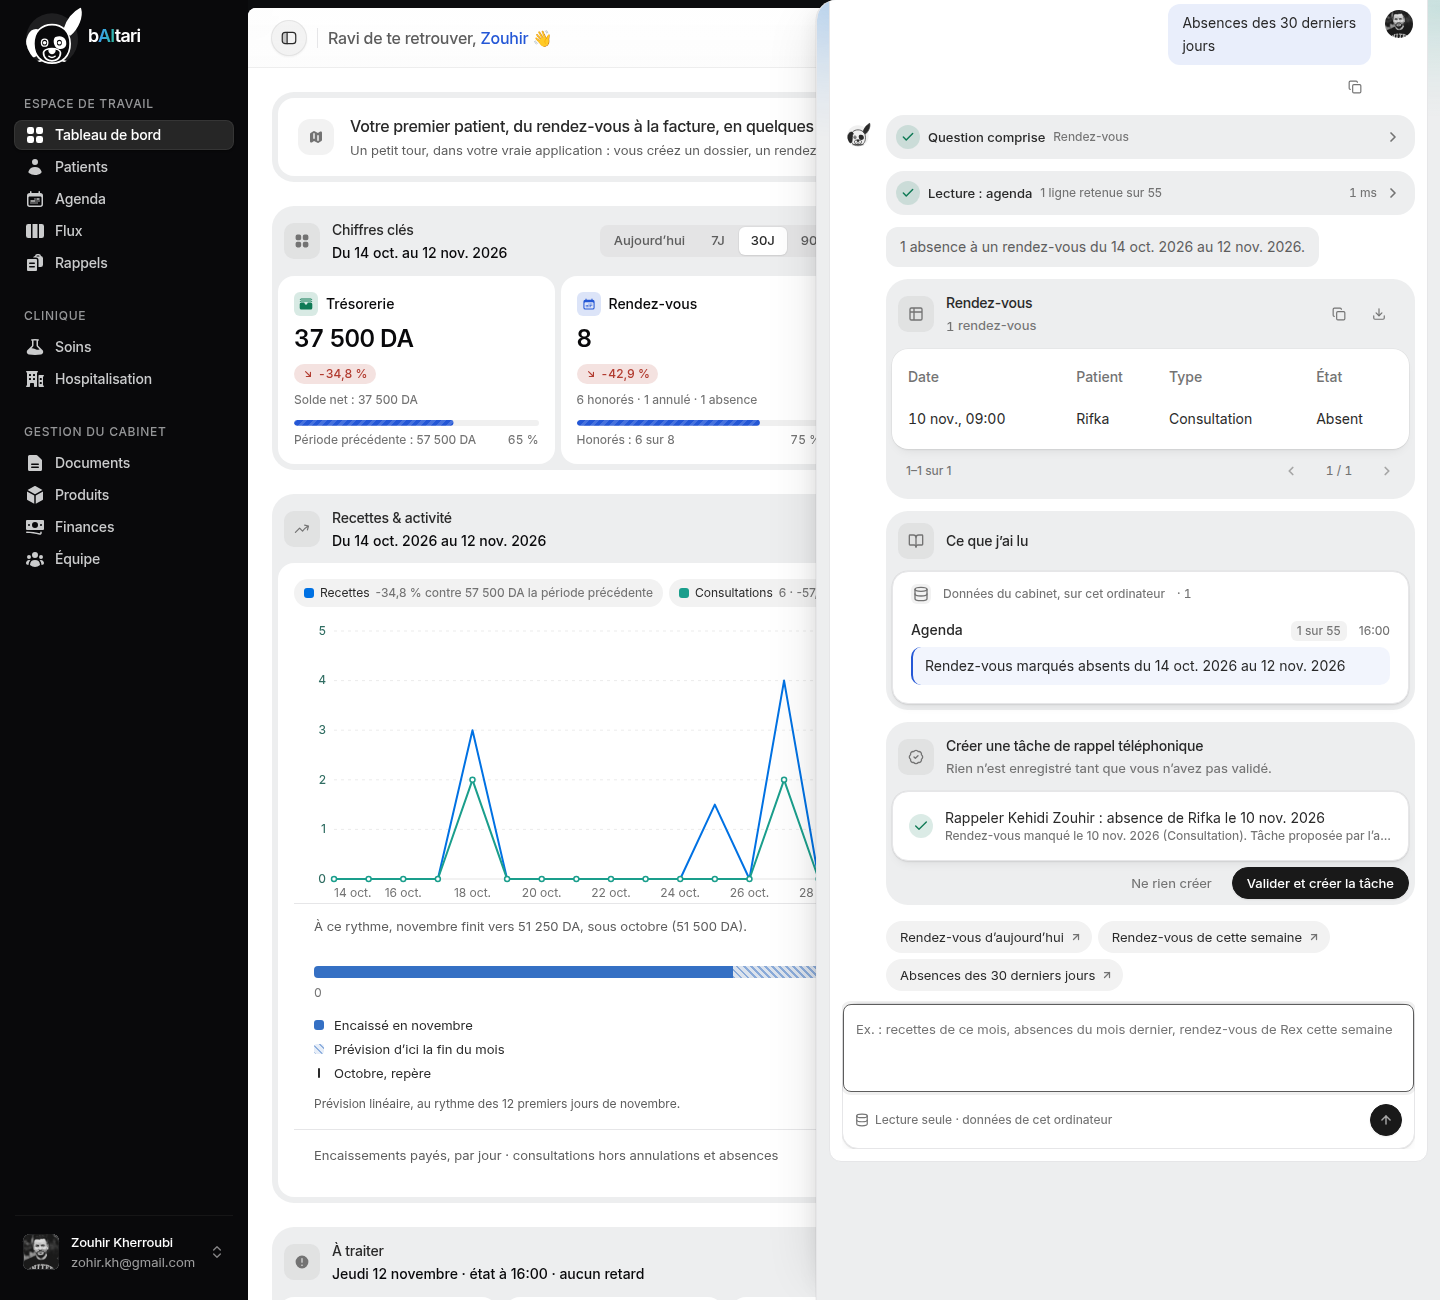 bAItari
ESPACE DE TRAVAIL
Tableau de bord
Patients
Agenda
Flux
Rappels
CLINIQUE
Soins
Hospitalisation
GESTION DU CABINET
Documents
Produits
Finances
Équipe
Zouhir Kherroubi
zohir.kh@gmail.com
Ravi de te retrouver, Zouhir 👋
Votre premier patient, du rendez-vous à la facture, en quelques
Un petit tour, dans votre vraie application : vous créez un dossier, un rendez
Chiffres clés
Du 14 oct. au 12 nov. 2026
Aujourd’hui 7J 30J 90
Trésorerie
37 500 DA
-34,8 %
Solde net : 37 500 DA
Période précédente : 57 500 DA 65 %
Rendez-vous
8
-42,9 %
6 honorés · 1 annulé · 1 absence
Honorés : 6 sur 8 75 %
Recettes & activité
Du 14 oct. 2026 au 12 nov. 2026
Recettes -34,8 % contre 57 500 DA la période précédente
Consultations 6 · -57,
5
4
3
2
1
0
14 oct. 16 oct. 18 oct. 20 oct. 22 oct. 24 oct. 26 oct. 28
À ce rythme, novembre finit vers 51 250 DA, sous octobre (51 500 DA).
0
Encaissé en novembre
Prévision d’ici la fin du mois
Octobre, repère
Prévision linéaire, au rythme des 12 premiers jours de novembre.
Encaissements payés, par jour · consultations hors annulations et absences
À traiter
Jeudi 12 novembre · état à 16:00 · aucun retard
Absences des 30 derniers
jours
Question comprise Rendez-vous
Lecture : agenda 1 ligne retenue sur 55 1 ms
1 absence à un rendez-vous du 14 oct. 2026 au 12 nov. 2026.
Rendez-vous
1 rendez-vous
Date Patient Type État
10 nov., 09:00 Rifka Consultation Absent
1–1 sur 1 1 / 1
Ce que j’ai lu
Données du cabinet, sur cet ordinateur · 1
Agenda 1 sur 55 16:00
Rendez-vous marqués absents du 14 oct. 2026 au 12 nov. 2026
Créer une tâche de rappel téléphonique
Rien n’est enregistré tant que vous n’avez pas validé.
Rappeler Kehidi Zouhir : absence de Rifka le 10 nov. 2026
Rendez-vous manqué le 10 nov. 2026 (Consultation). Tâche proposée par l’a...
Ne rien créer Valider et créer la tâche
Rendez-vous d’aujourd’hui
Rendez-vous de cette semaine
Absences des 30 derniers jours
Ex. : recettes de ce mois, absences du mois dernier, rendez-vous de Rex cette semaine
Lecture seule · données de cet ordinateur